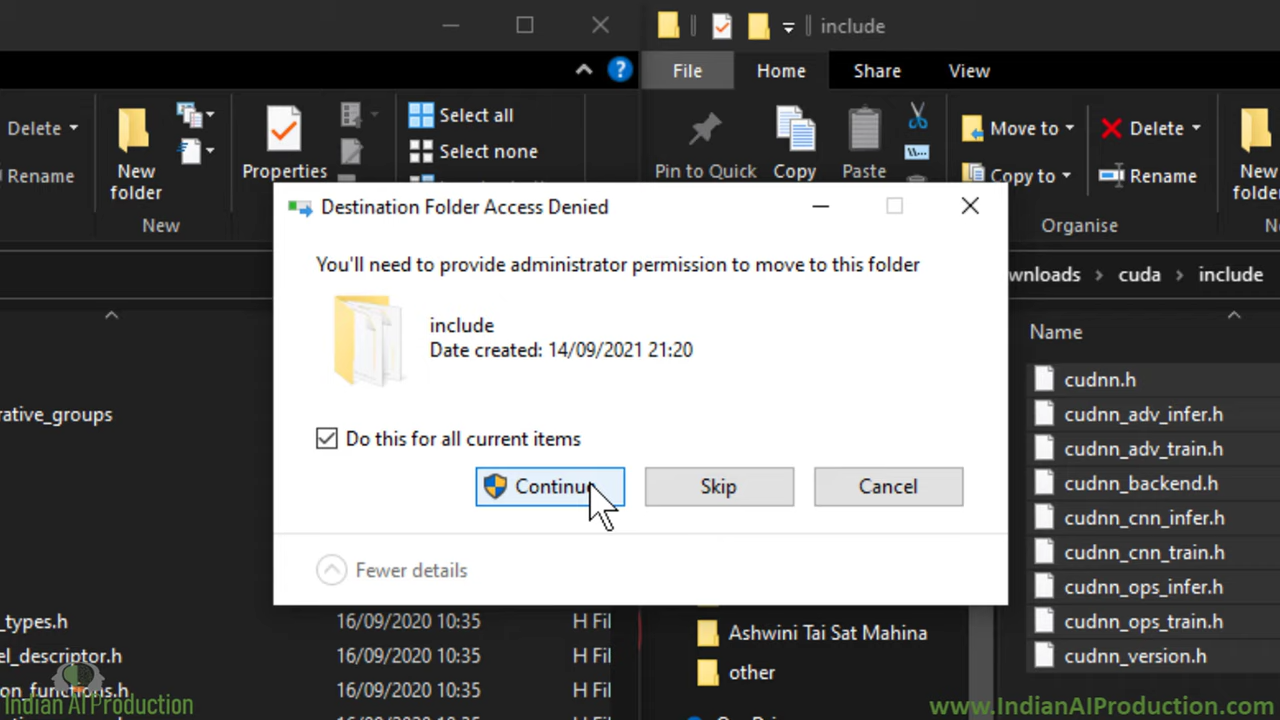 include
File
Home
Share
View
Delete
Rename
New
folder
Properties
Select all
Select none
New
Pin to Quick
Copy
Paste
Move to
Copy to
Delete
Rename
Organise
New
folder
Destination Folder Access Denied
You'll need to provide administrator permission to move to this folder
include
Date created: 14/09/2021 21:20
Do this for all current items
Continue
Skip
Cancel
Fewer details
wnloads > cuda > include
Name
cudnn.h
cudnn_adv_infer.h
cudnn_adv_train.h
cudnn_backend.h
cudnn_cnn_infer.h
cudnn_cnn_train.h
cudnn_ops_infer.h
cudnn_ops_train.h
cudnn_version.h
rative_groups
_types.h 16/09/2020 10:35 H Fil
el_descriptor.h 16/09/2020 10:35 H Fil
on_functions.h 16/09/2020 10:35 H Fil
Ashwini Tai Sat Mahina
other
Indian AI Production
www.IndianAIProduction.com